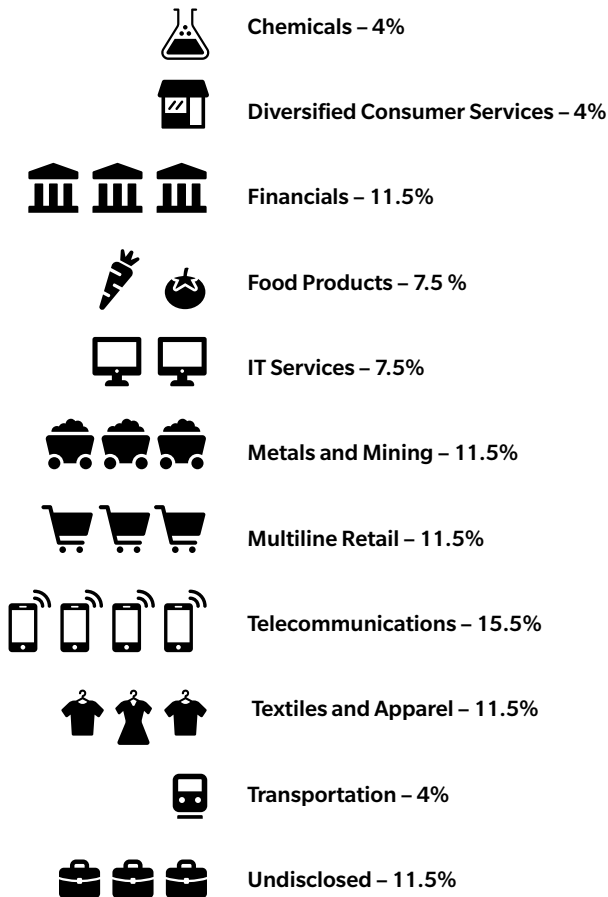 Chemicals – 4%
Diversified Consumer Services – 4%
Financials – 11.5%
Food Products – 7.5 %
IT Services – 7.5%
Metals and Mining – 11.5%
Multiline Retail – 11.5%
Telecommunications – 15.5%
Textiles and Apparel – 11.5%
Transportation – 4%
Undisclosed – 11.5%